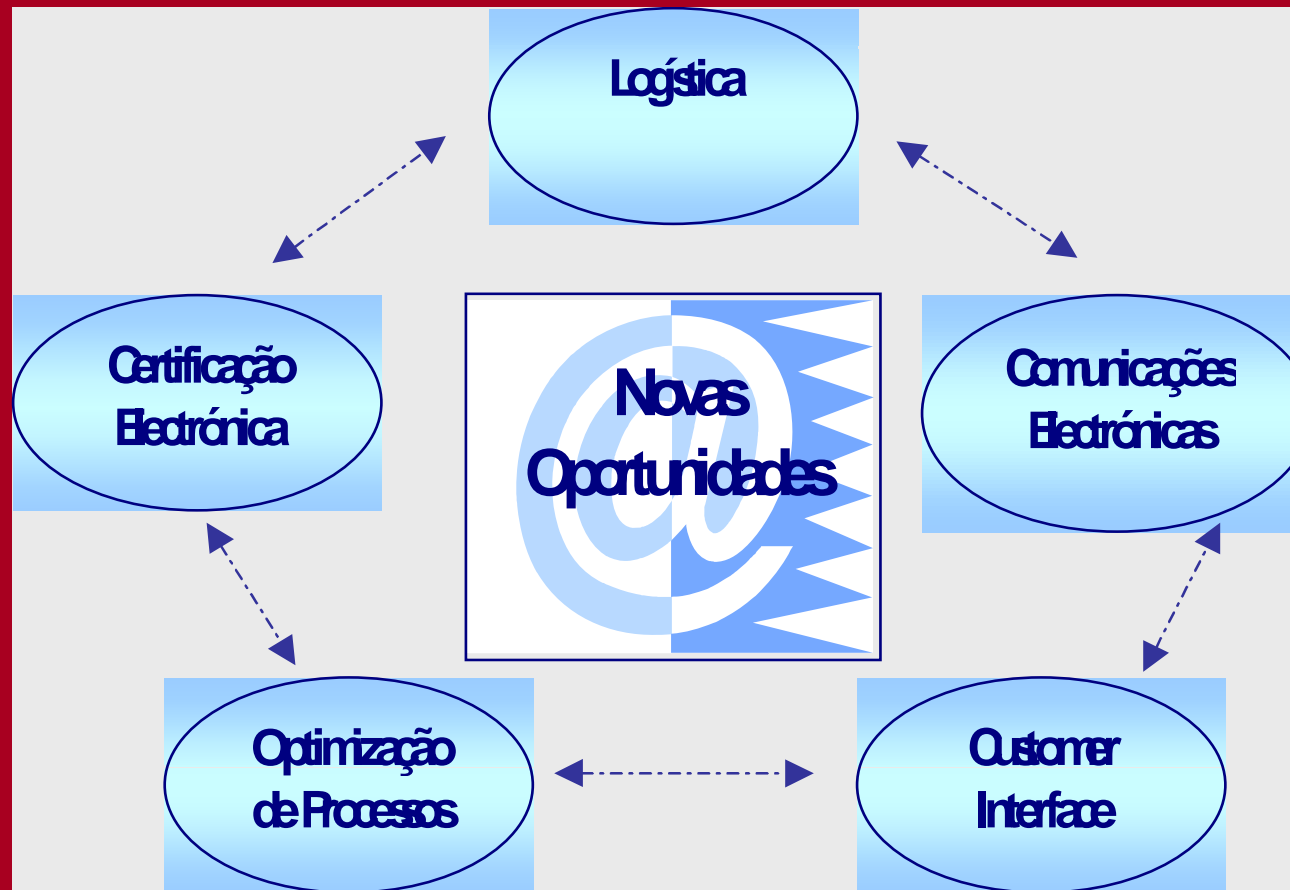 Logística
Certificação
Electrónica
Novas
Oportunidades
Comunicações
Electrónicas
Optimização
de Processos
Customer
Interface